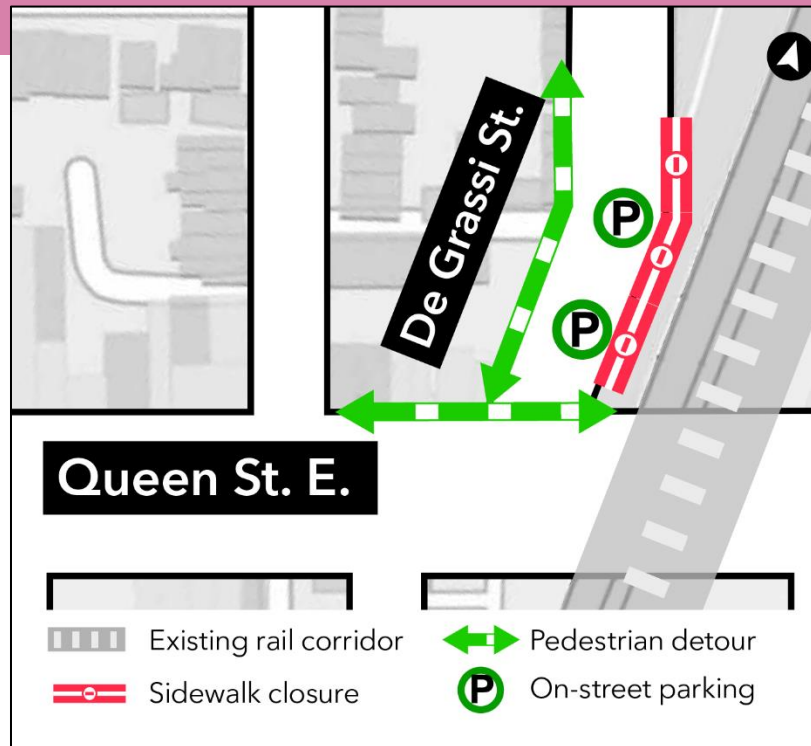 De Grassi St.
P
P
Queen St. E.
Existing rail corridor
Pedestrian detour
Sidewalk closure
P On-street parking